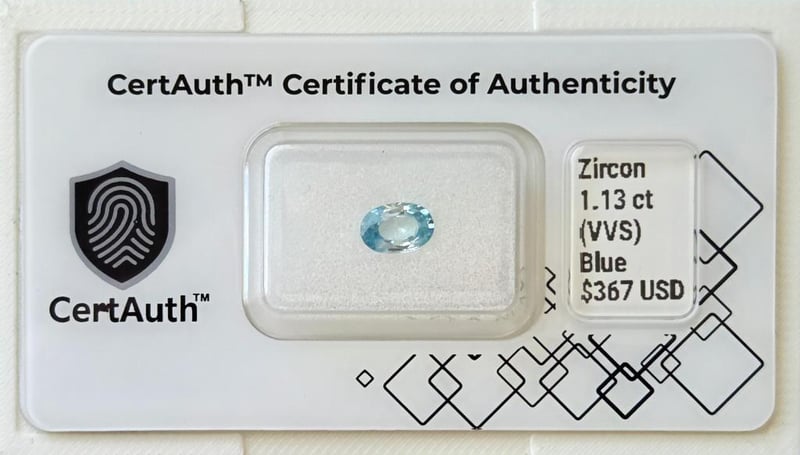 CertAuth™ Certificate of Authenticity
CertAuth™
Zircon
1.13 ct
(VVS)
Blue
$367 USD